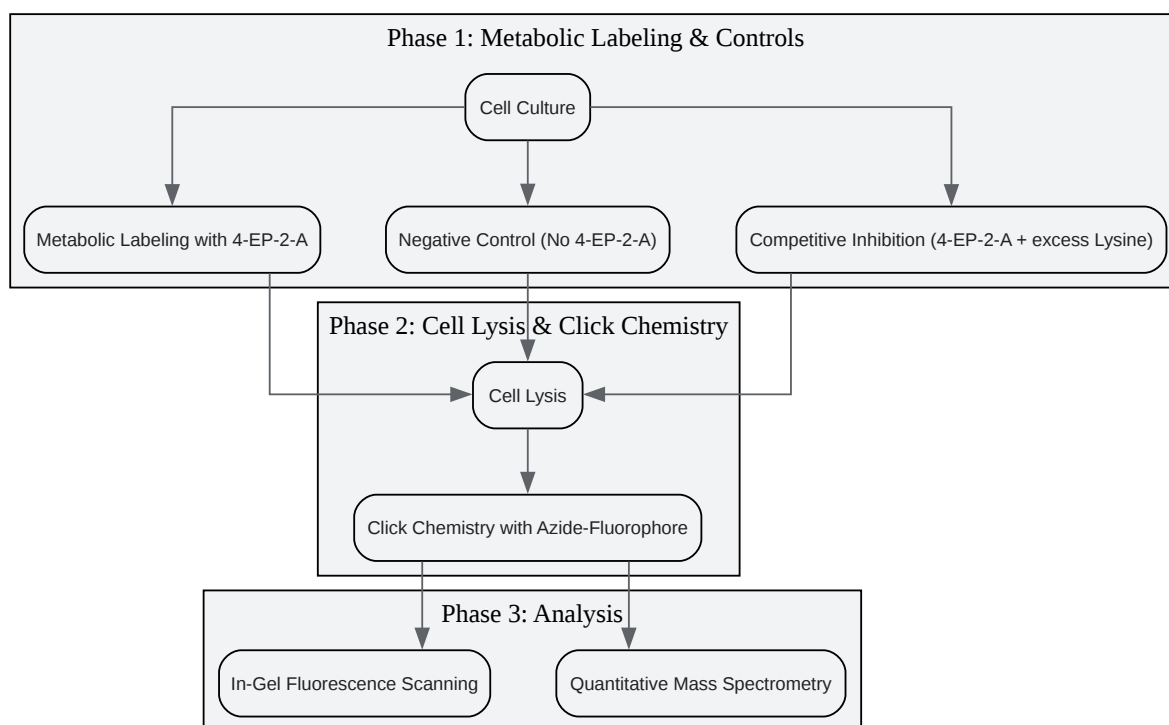 Phase 1: Metabolic Labeling & Controls
Cell Culture
Metabolic Labeling with 4-EP-2-A
Negative Control (No 4-EP-2-A)
Competitive Inhibition (4-EP-2-A + excess Lysine)
Phase 2: Cell Lysis & Click Chemistry
Cell Lysis
Click Chemistry with Azide-Fluorophore
Phase 3: Analysis
In-Gel Fluorescence Scanning
Quantitative Mass Spectrometry